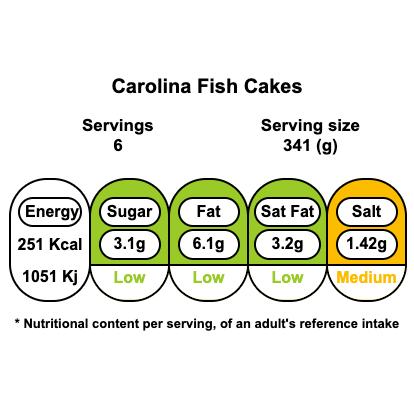 Carolina Fish Cakes
Servings Serving size
6 341 (g)
Energy Sugar Fat Sat Fat Salt
251 Kcal 3.1g 6.1g 3.2g 1.42g
1051 Kj Low Low Low Medium
* Nutritional content per serving, of an adult's reference intake